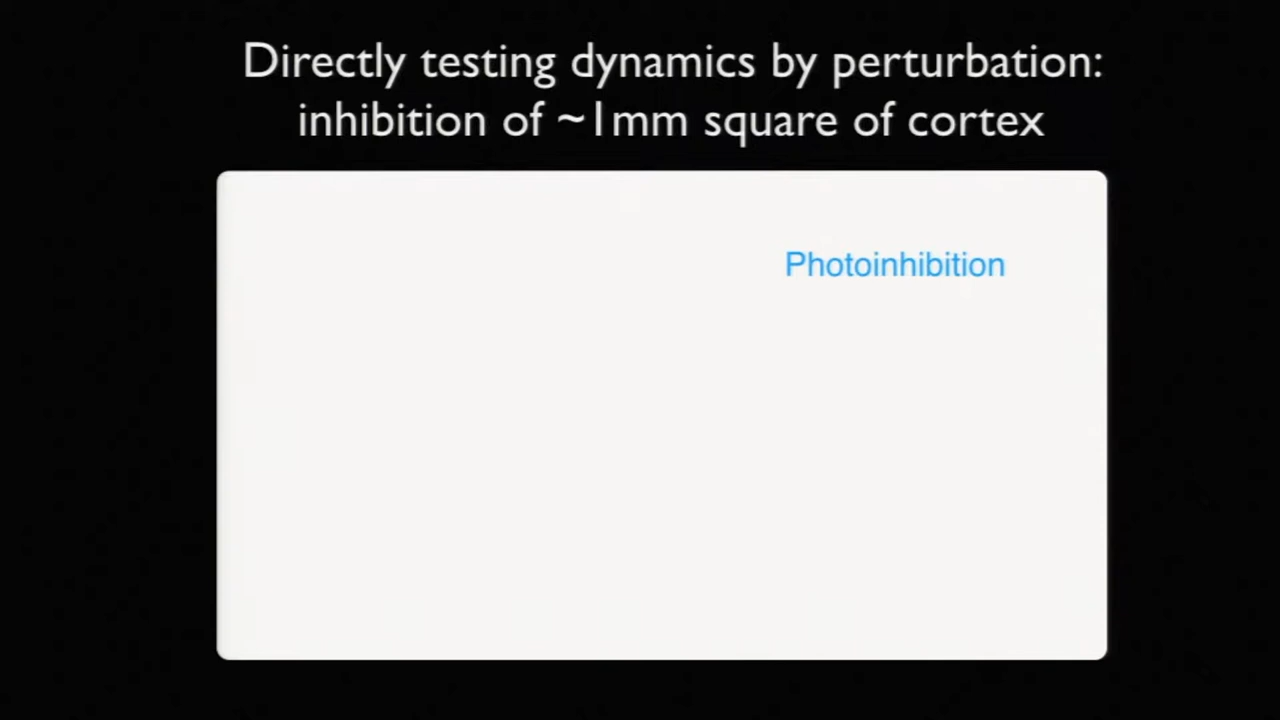 Directly testing dynamics by perturbation:
inhibition of ~1mm square of cortex
Photoinhibition